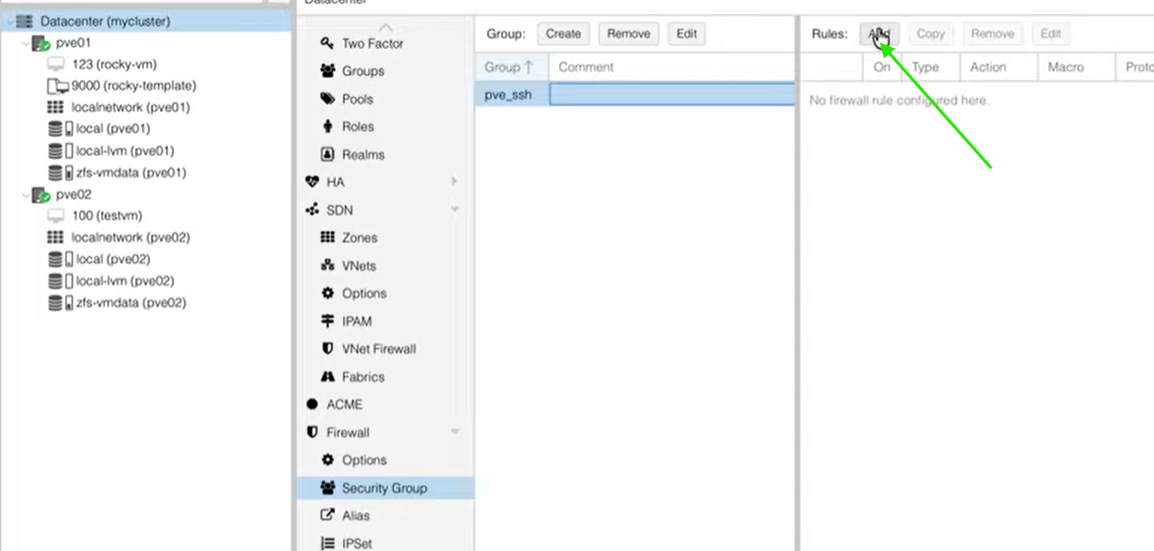 Datacenter
Datacenter (mycluster)
pve01
123 (rocky-vm)
9000 (rocky-template)
localnetwork (pve01)
local (pve01)
local-lvm (pve01)
zfs-vmdata (pve01)
pve02
100 (testvm)
localnetwork (pve02)
local (pve02)
local-lvm (pve02)
zfs-vmdata (pve02)
Two Factor
Groups
Pools
Roles
Realms
HA
SDN
Zones
VNets
Options
IPAM
VNet Firewall
Fabrics
ACME
Firewall
Options
Security Group
Alias
IPSet
Group: Create Remove Edit
Group Comment
pve_ssh
Rules: Add Copy Remove Edit
On Type Action Macro Proto
No firewall rule configured here.